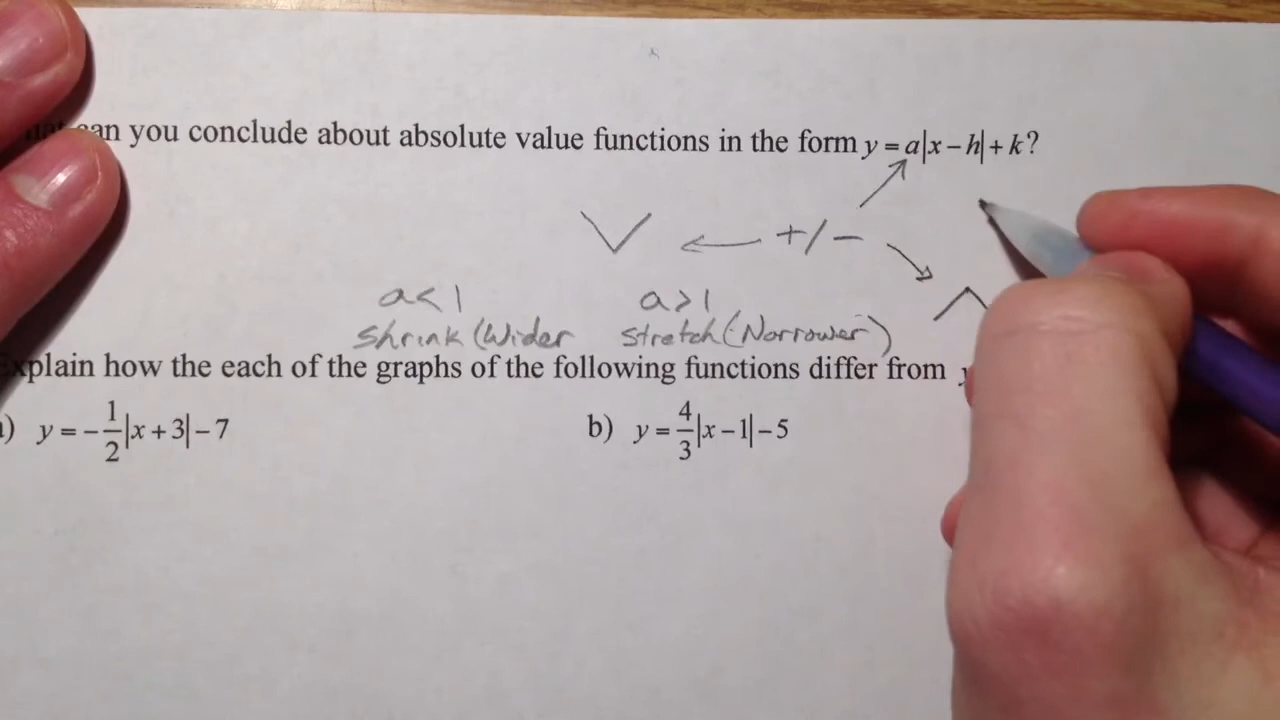 can you conclude about absolute value functions in the form y = a|x − h| + k?
+/−
a < 1 a > 1
Shrink (Wider stretch (Narrower)
Explain how the each of the graphs of the following functions differ from
a) y = −1/2|x + 3| − 7 b) y = 4/3|x − 1| − 5